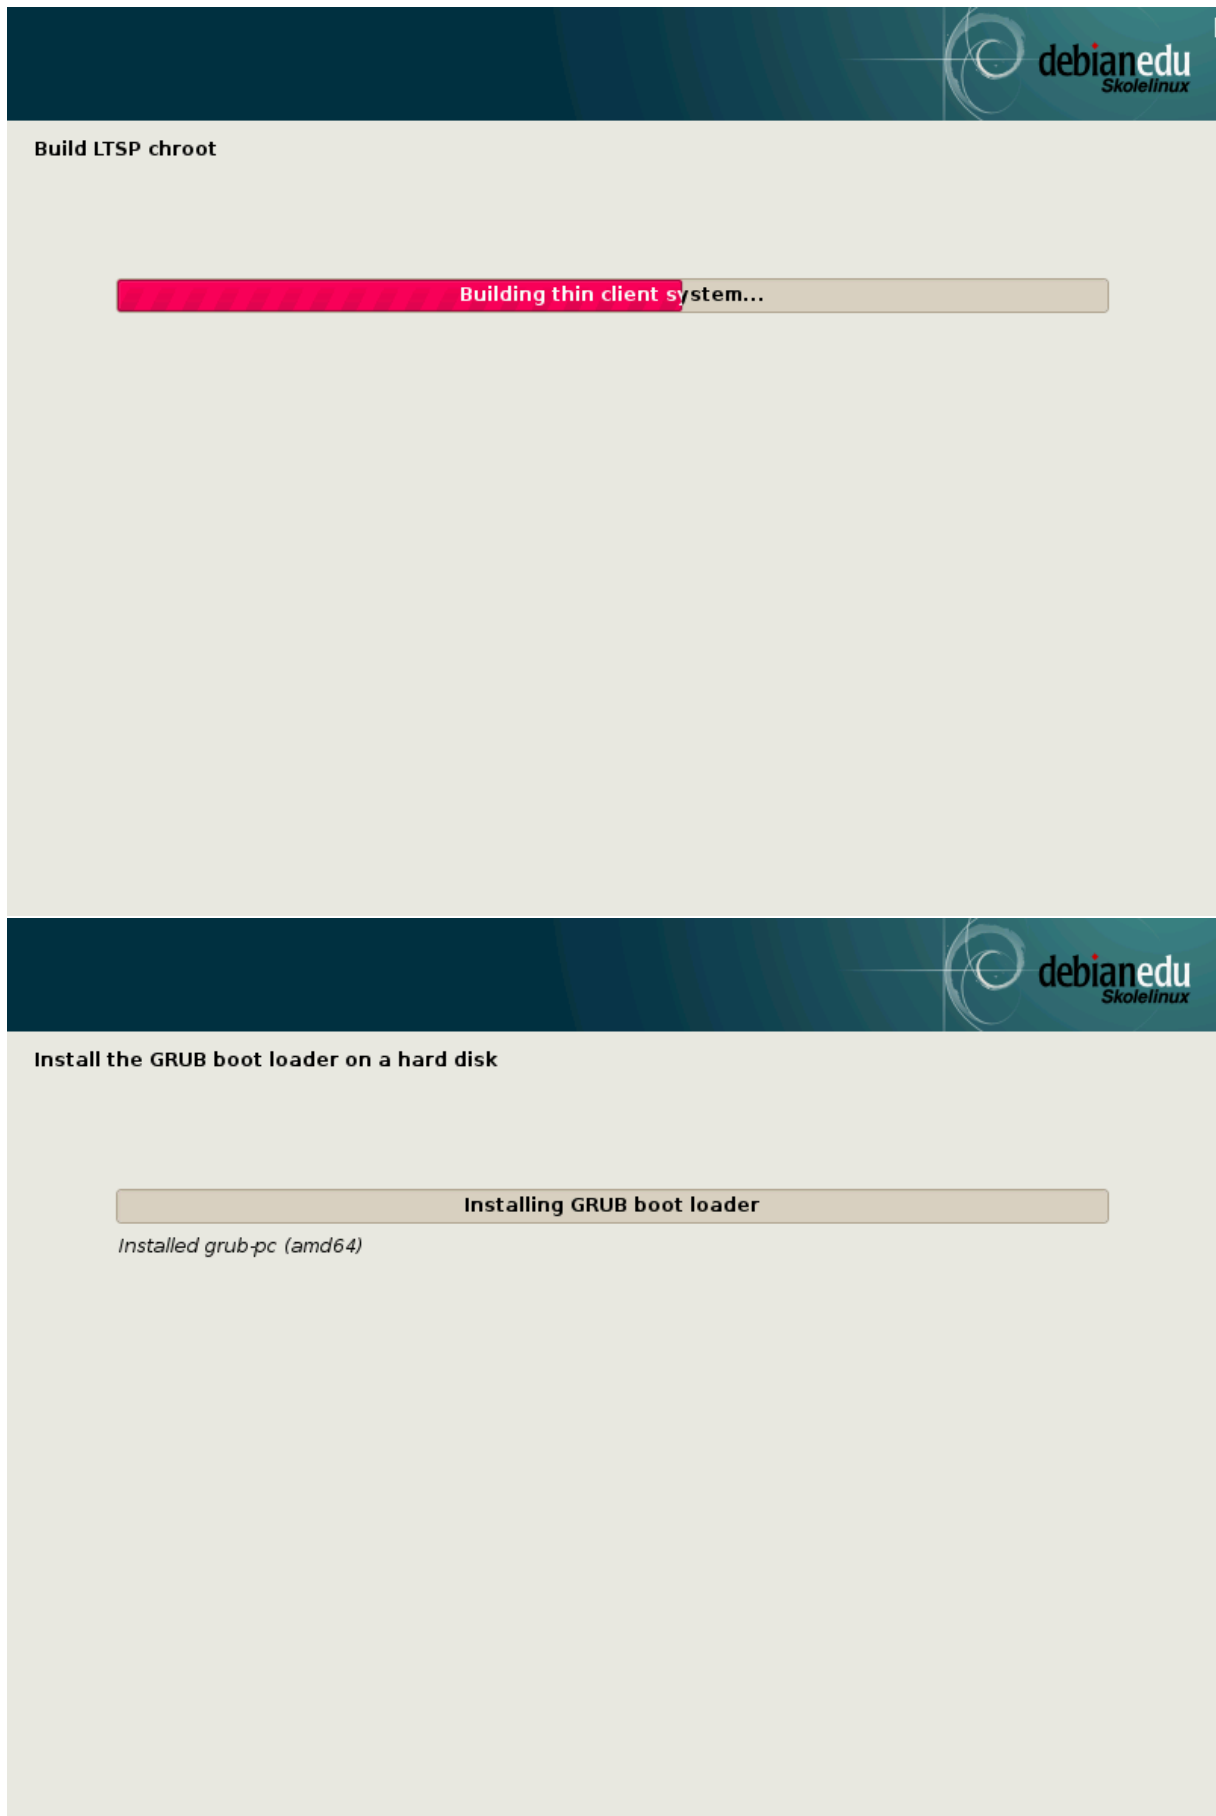 debianedu
Skolelinux
Build LTSP chroot
Building thin client system...
debianedu
Skolelinux
Install the GRUB boot loader on a hard disk
Installing GRUB boot loader
Installed grub-pc (amd64)